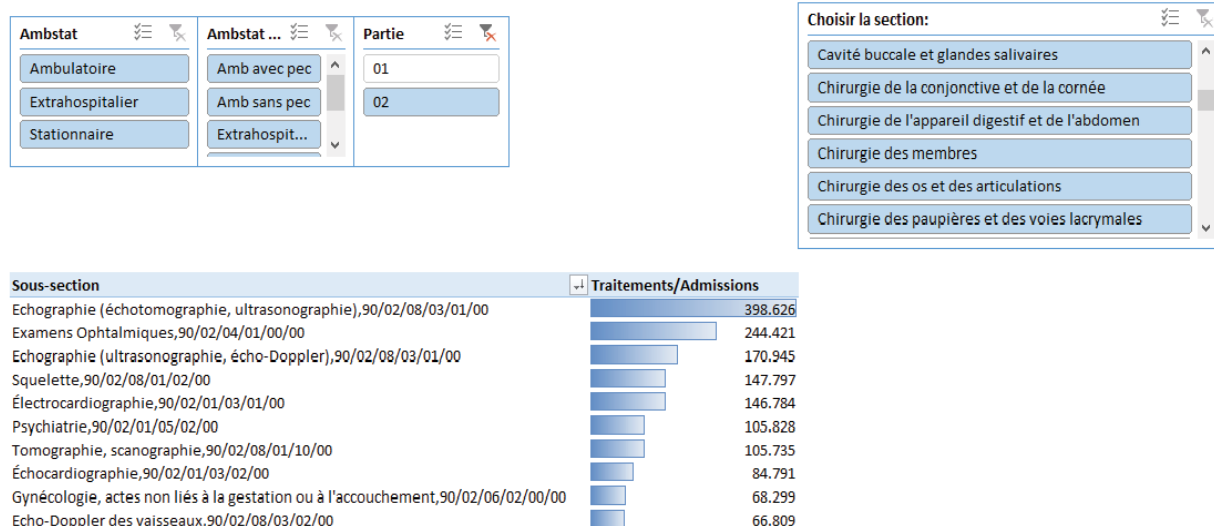 Ambstat
Ambulatoire
Extrahospitalier
Stationnaire
Ambstat ...
Amb avec pec
Amb sans pec
Extrahospit...
Partie
01
02
Choisir la section:
Cavité buccale et glandes salivaires
Chirurgie de la conjonctive et de la cornée
Chirurgie de l'appareil digestif et de l'abdomen
Chirurgie des membres
Chirurgie des os et des articulations
Chirurgie des paupières et des voies lacrymales
Sous-section Traitements/Admissions
Echographie (échotomographie, ultrasonographie),90/02/08/03/01/00 398.626
Examens Ophtalmiques,90/02/04/01/00/00 244.421
Echographie (ultrasonographie, écho-Doppler),90/02/08/03/01/00 170.945
Squelette,90/02/08/01/02/00 147.797
Électrocardiographie,90/02/01/03/01/00 146.784
Psychiatrie,90/02/01/05/02/00 105.828
Tomographie, scanographie,90/02/08/01/10/00 105.735
Échocardiographie,90/02/01/03/02/00 84.791
Gynécologie, actes non liés à la gestation ou à l'accouchement,90/02/06/02/00/00 68.299
Echo-Doppler des vaisseaux,90/02/08/03/02/00 66.809